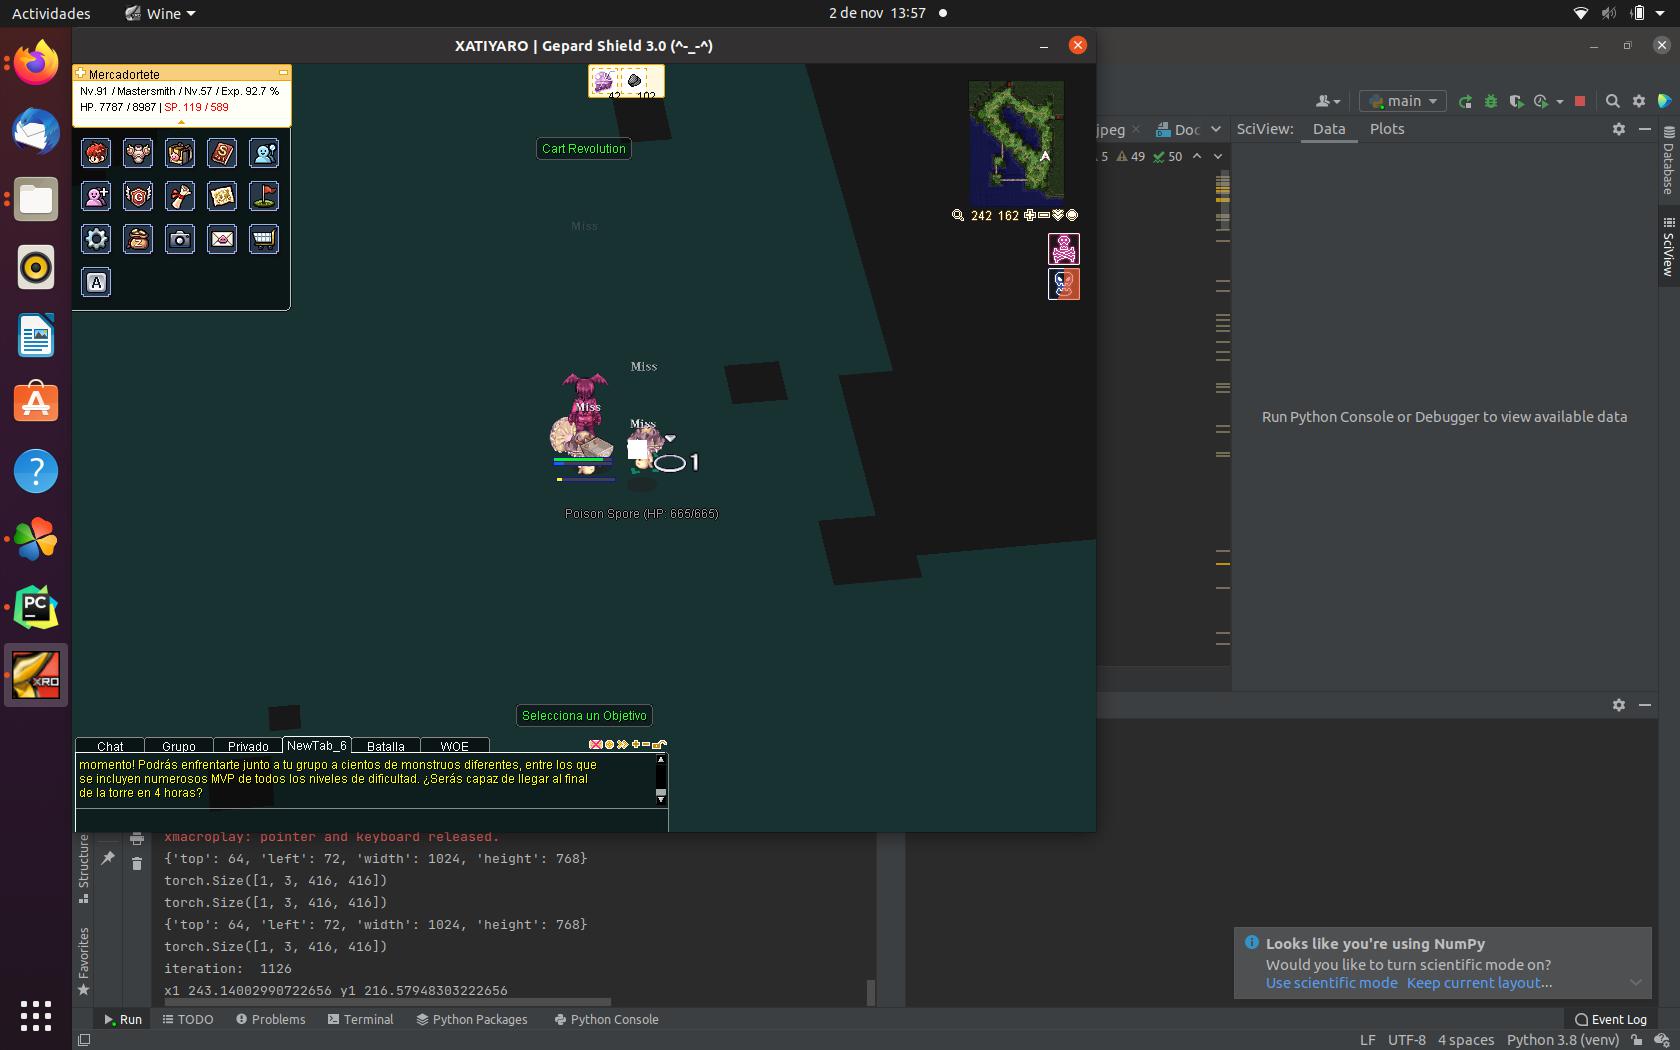 Actividades
Wine
2 de nov 13:57
XATIYARO | Gepard Shield 3.0 (^-_-^)
Mercadortete
Nv.91 / Mastersmith / Nv.57 / Exp. 92.7 %
HP. 7787 / 8987 | SP. 119 / 589
42 102
Cart Revolution
Miss
242 162
Miss
Miss
Miss
1
Poison Spore (HP: 665/665)
Selecciona un Objetivo
Chat Grupo Privado NewTab_6 Batalla WOE
momento! Podrás enfrentarte junto a tu grupo a cientos de monstruos diferentes, entre los que
se incluyen numerosos MVP de todos los niveles de dificultad. ¿Serás capaz de llegar al final
de la torre en 4 horas?
main
jpeg
Doc
SciView: Data Plots
5 49 50
Database
SciView
Run Python Console or Debugger to view available data
xmacroplay: pointer and keyboard released.
{'top': 64, 'left': 72, 'width': 1024, 'height': 768}
torch.Size([1, 3, 416, 416])
torch.Size([1, 3, 416, 416])
{'top': 64, 'left': 72, 'width': 1024, 'height': 768}
torch.Size([1, 3, 416, 416])
iteration: 1126
x1 243.14002990722656 y1 216.57948303222656
Structure
Favorites
Looks like you're using NumPy
Would you like to turn scientific mode on?
Use scientific mode Keep current layout...
Run TODO Problems Terminal Python Packages Python Console
Event Log
LF UTF-8 4 spaces Python 3.8 (venv)
PC
XRO
A
A